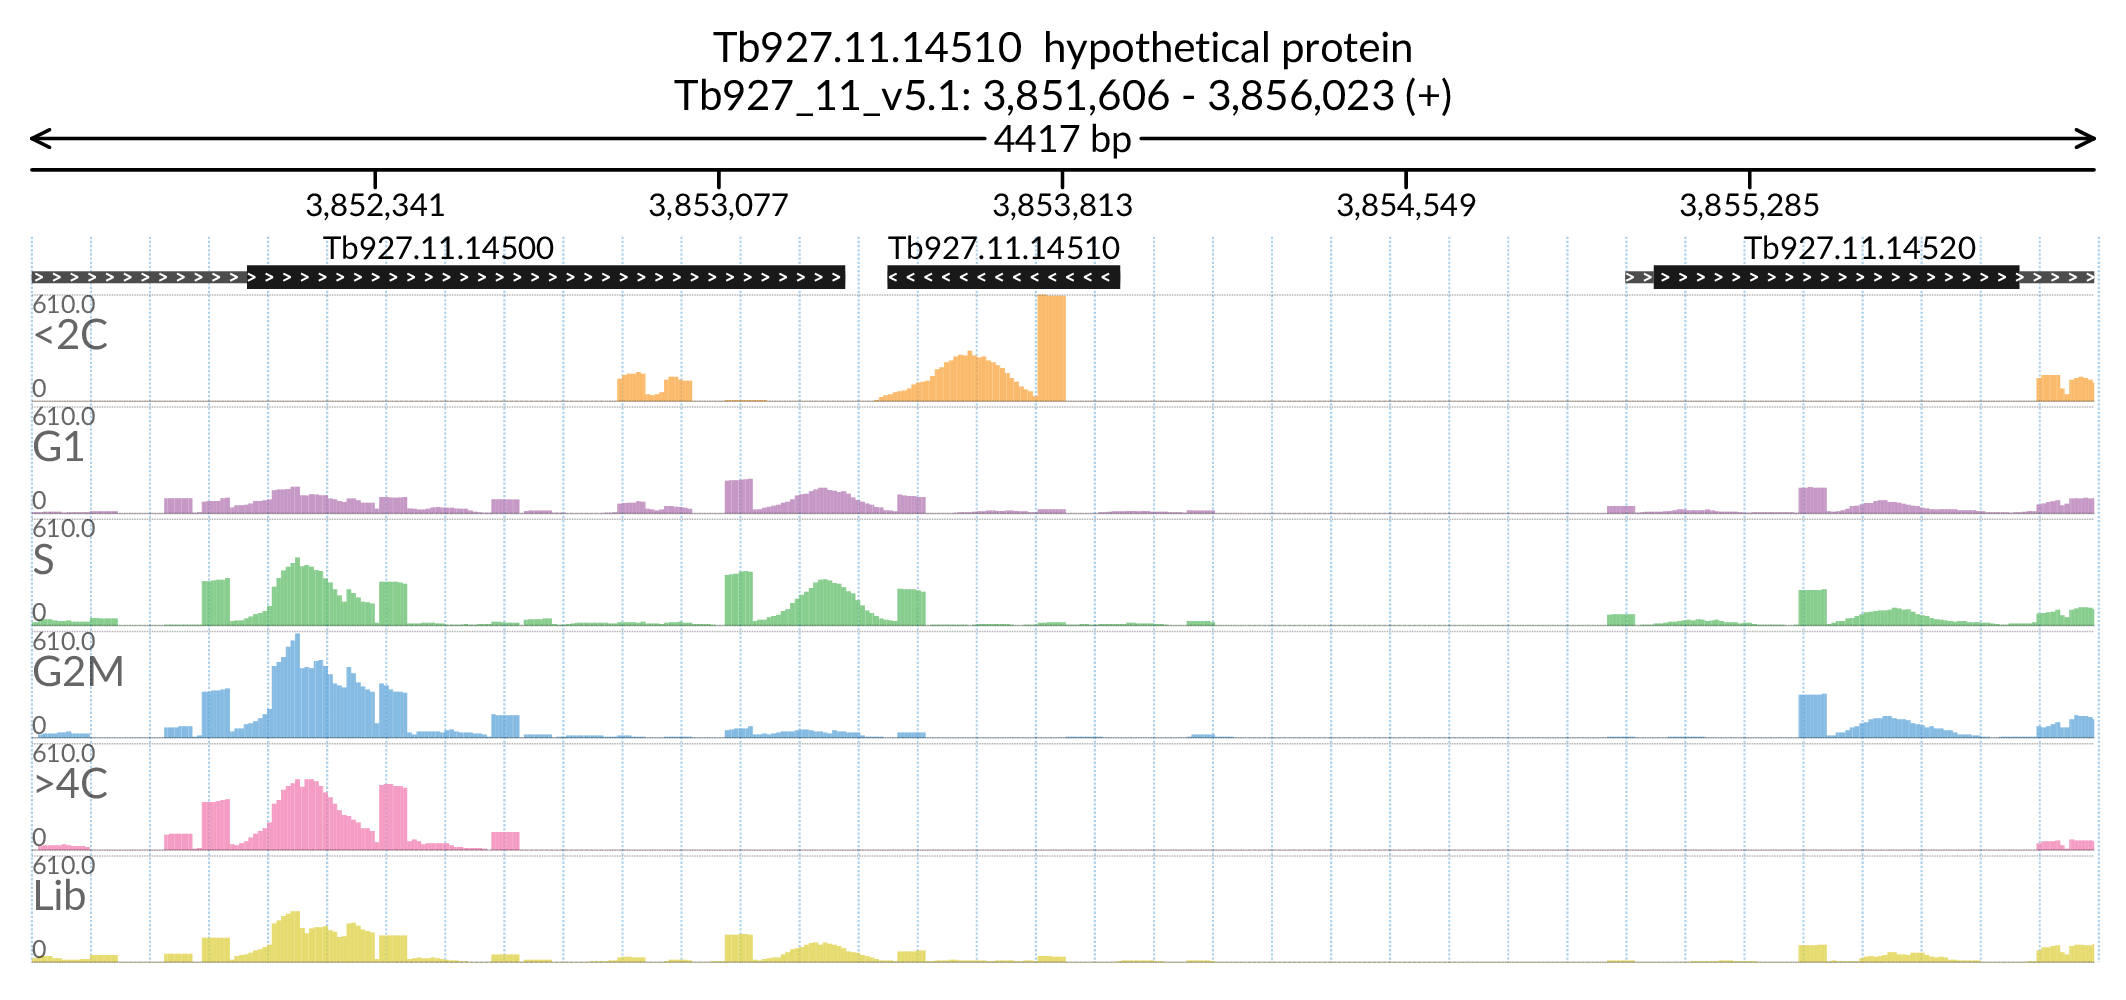 Tb927.11.14510  hypothetical protein
Tb927_11_v5.1: 3,851,606 - 3,856,023 (+)
4417 bp
3,852,341 3,853,077 3,853,813 3,854,549 3,855,285
Tb927.11.14500 Tb927.11.14510 Tb927.11.14520
610.0
<2C
0
610.0
G1
0
610.0
S
0
610.0
G2M
0
610.0
>4C
0
610.0
Lib
0